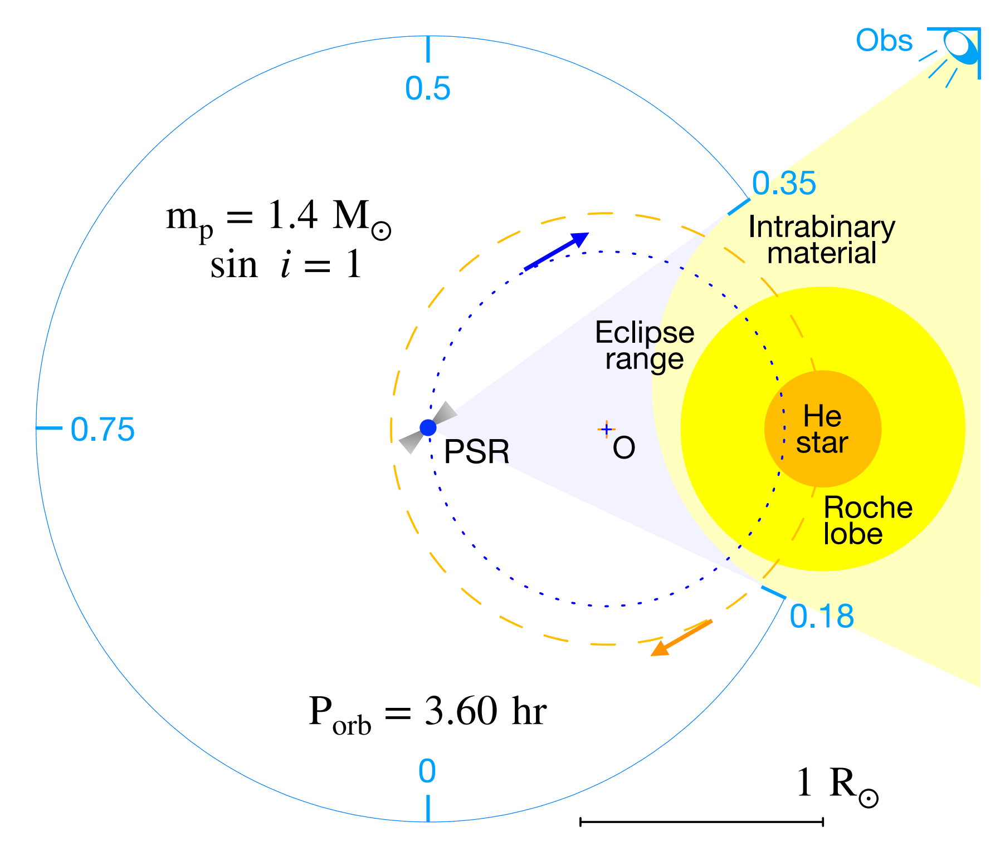 Obs
0.5
0.35
m_p = 1.4 M_⊙
sin i = 1
Intrabinary
material
Eclipse
range
0.75
PSR
O
He
star
Roche
lobe
0.18
P_orb = 3.60 hr
0
1 R_⊙